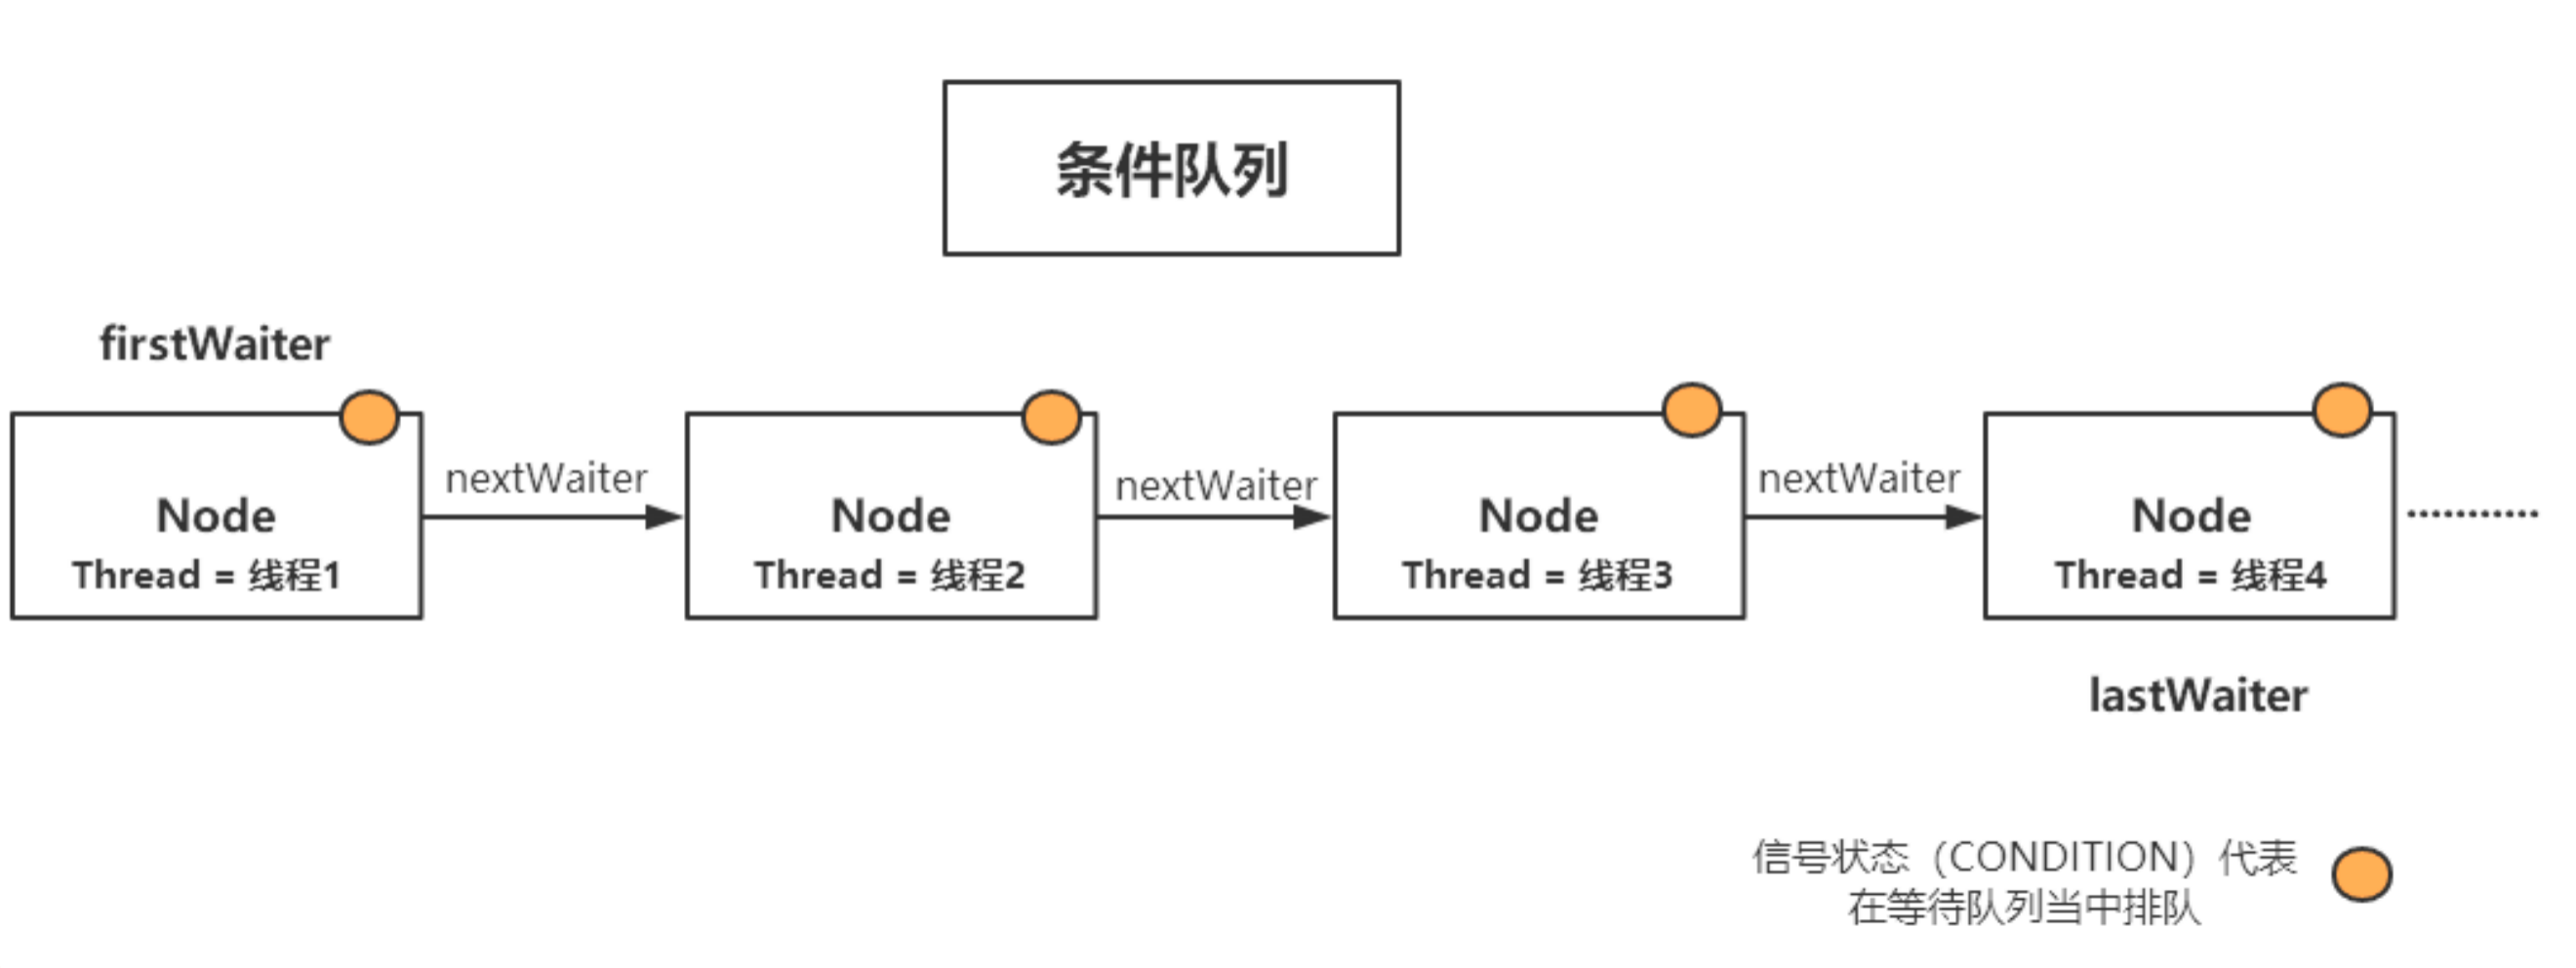 条件队列
firstWaiter
nextWaiter
nextWaiter
nextWaiter
Node
Thread = 线程1
Node
Thread = 线程2
Node
Thread = 线程3
Node
Thread = 线程4
lastWaiter
信号状态（CONDITION）代表
在等待队列当中排队